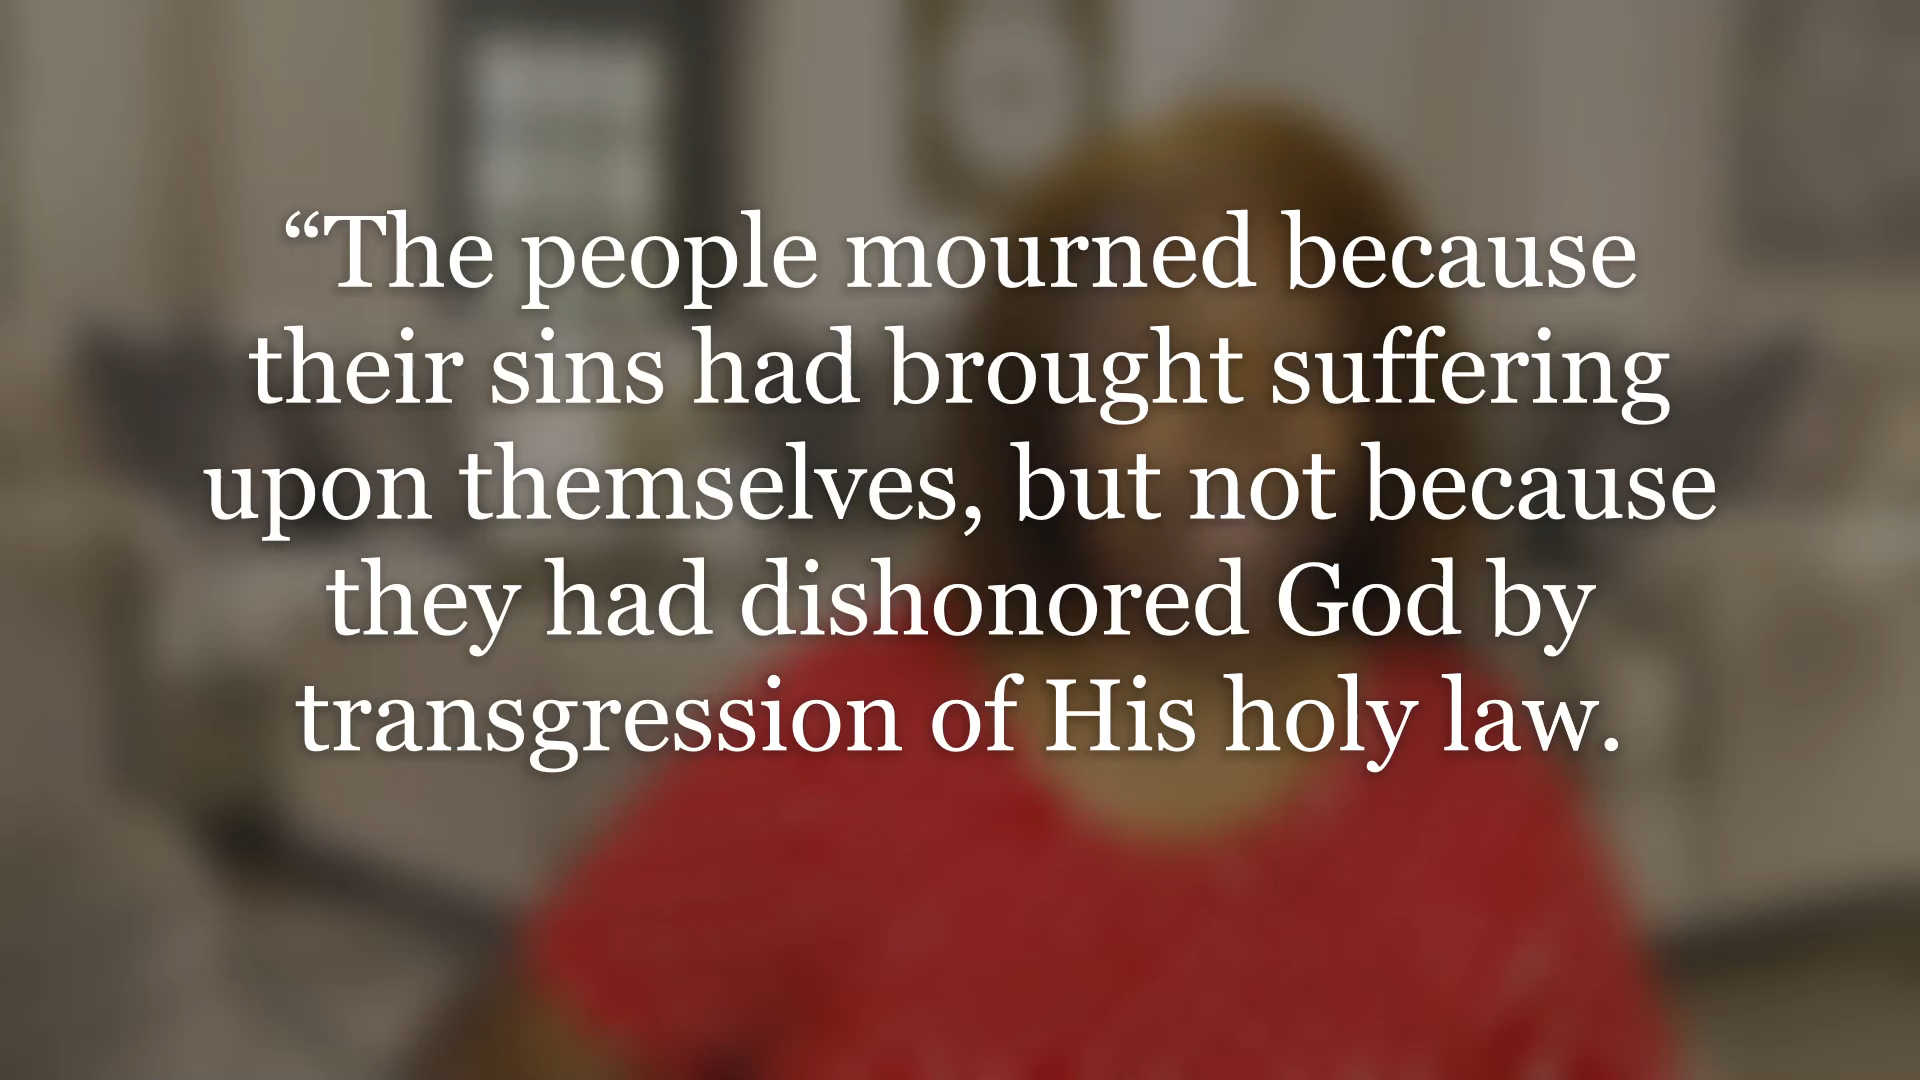 “The people mourned because
their sins had brought suffering
upon themselves, but not because
they had dishonored God by
transgression of His holy law.